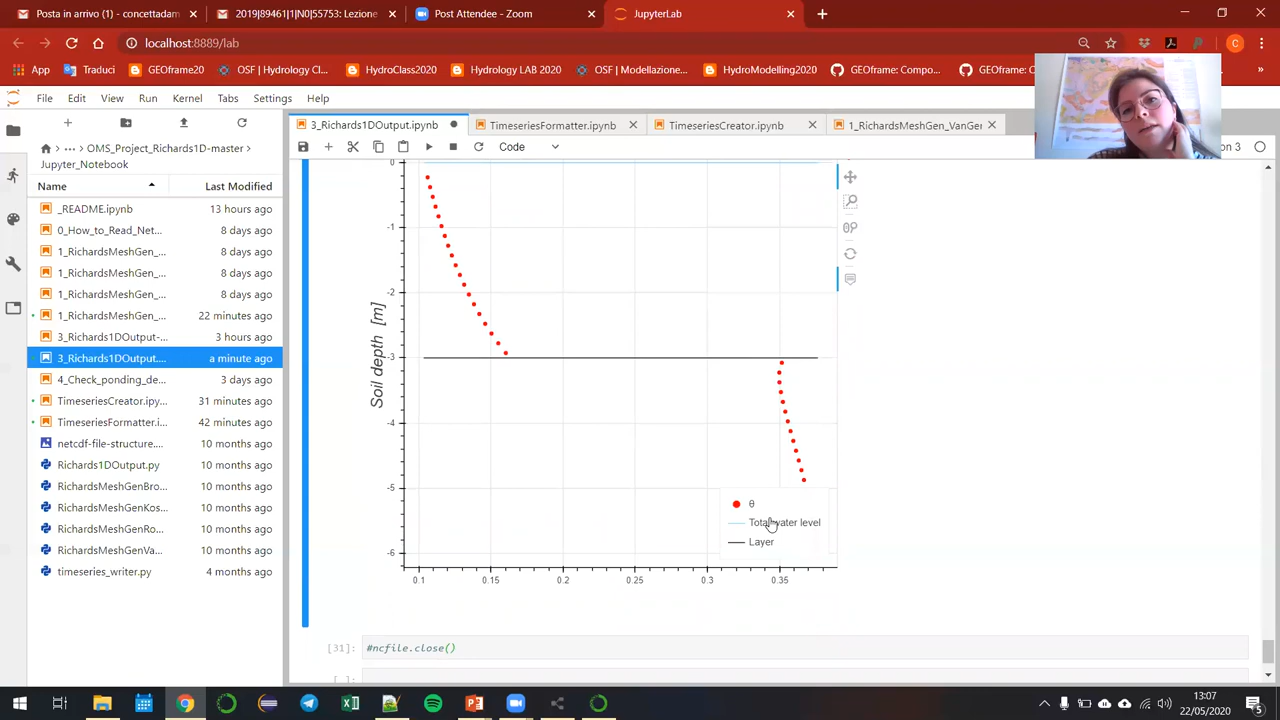 Posta in arrivo (1) - concettadam
2019|89461|1|N0|55753: Lezione
Post Attendee - Zoom
JupyterLab
localhost:8889/lab
App
Traduci
GEOframe20
OSF | Hydrology Cl...
HydroClass2020
Hydrology LAB 2020
OSF | Modellazione...
HydroModelling2020
GEOframe: Compo...
GEOframe: Cem
File Edit View Run Kernel Tabs Settings Help
3_Richards1DOutput.ipynb
TimeseriesFormatter.ipynb
TimeseriesCreator.ipynb
1_RichardsMeshGen_VanGer
Code
on 3
... OMS_Project_Richards1D-master
Jupyter_Notebook
Name Last Modified
_README.ipynb 13 hours ago
0_How_to_Read_Net... 8 days ago
1_RichardsMeshGen_... 8 days ago
1_RichardsMeshGen_... 8 days ago
1_RichardsMeshGen_... 8 days ago
1_RichardsMeshGen_... 22 minutes ago
3_Richards1DOutput-... 3 hours ago
3_Richards1DOutput.... a minute ago
4_Check_ponding_de... 3 days ago
TimeseriesCreator.ipy... 31 minutes ago
TimeseriesFormatter.i... 42 minutes ago
netcdf-file-structure.... 10 months ago
Richards1DOutput.py 10 months ago
RichardsMeshGenBro... 10 months ago
RichardsMeshGenKos... 10 months ago
RichardsMeshGenRo... 10 months ago
RichardsMeshGenVa... 10 months ago
timeseries_writer.py 4 months ago
0
-1
-2
-3
-4
-5
-6
Soil depth [m]
θ
Total water level
Layer
0.1 0.15 0.2 0.25 0.3 0.35
[31]: #ncfile.close()
[ ]:
13:07
22/05/2020
5